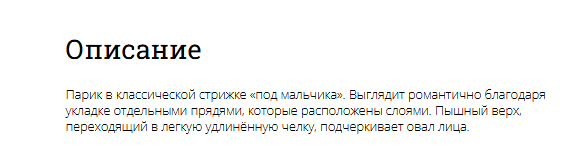 Описание
Парик в классической стрижке «под мальчика». Выглядит романтично благодаря
укладке отдельными прядями, которые расположены слоями. Пышный верх,
переходящий в легкую удлинённую челку, подчеркивает овал лица.